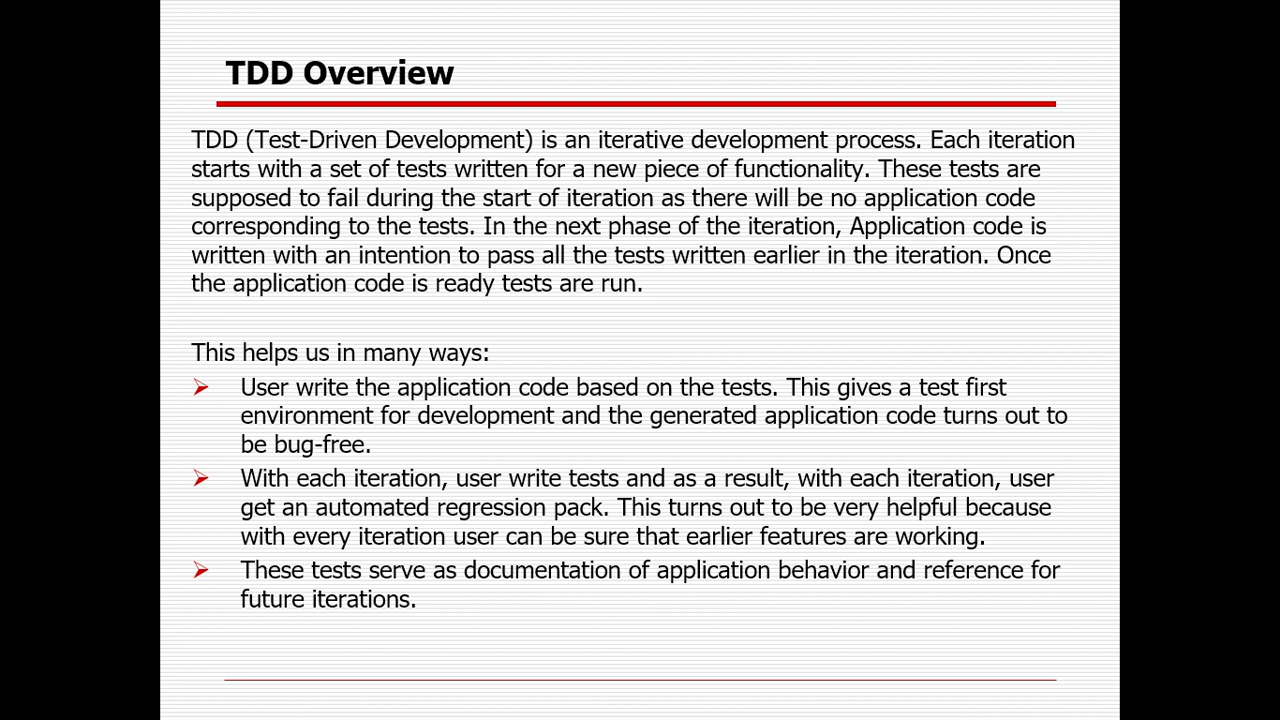 TDD Overview
TDD (Test-Driven Development) is an iterative development process. Each iteration
starts with a set of tests written for a new piece of functionality. These tests are
supposed to fail during the start of iteration as there will be no application code
corresponding to the tests. In the next phase of the iteration, Application code is
written with an intention to pass all the tests written earlier in the iteration. Once
the application code is ready tests are run.
This helps us in many ways:
User write the application code based on the tests. This gives a test first
environment for development and the generated application code turns out to
be bug-free.
With each iteration, user write tests and as a result, with each iteration, user
get an automated regression pack. This turns out to be very helpful because
with every iteration user can be sure that earlier features are working.
These tests serve as documentation of application behavior and reference for
future iterations.